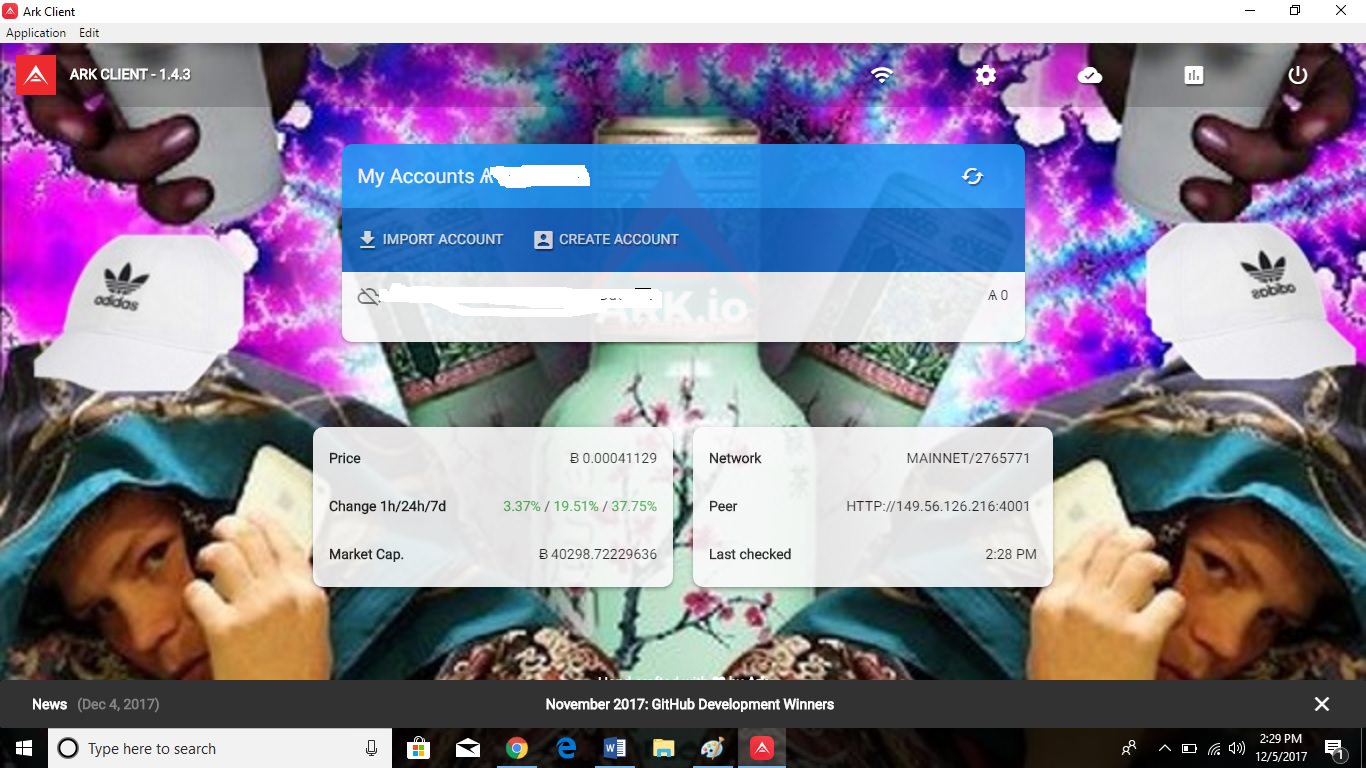 Ark Client
Application Edit
ARK CLIENT - 1.4.3
My Accounts Ѧ
IMPORT ACCOUNT CREATE ACCOUNT
Ѧ 0
ARK.io
adidas
adidas
Price Ƀ 0.00041129
Change 1h/24h/7d 3.37% / 19.51% / 37.75%
Market Cap. Ƀ 40298.72229636
Network MAINNET/2765771
Peer HTTP://149.56.126.216:4001
Last checked 2:28 PM
News (Dec 4, 2017) November 2017: GitHub Development Winners
Type here to search
2:29 PM
12/5/2017
1